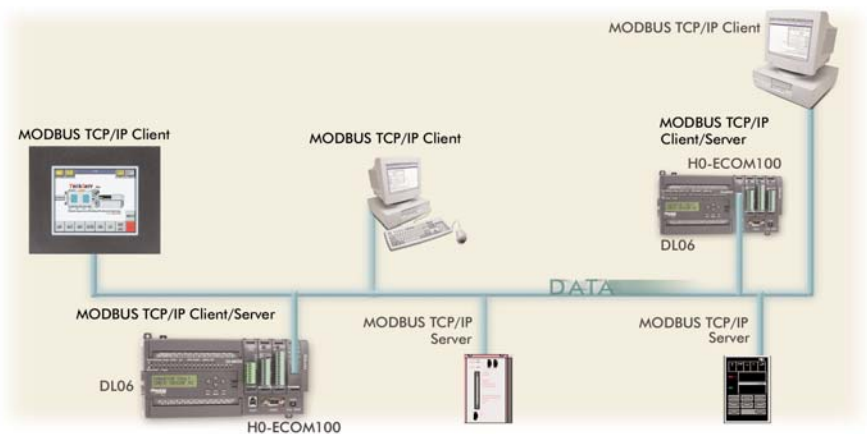 MODBUS TCP/IP Client
MODBUS TCP/IP Client
MODBUS TCP/IP Client
MODBUS TCP/IP
Client/Server
H0-ECOM100
DL06
DATA
MODBUS TCP/IP Client/Server
DL06
H0-ECOM100
MODBUS TCP/IP
Server
MODBUS TCP/IP
Server